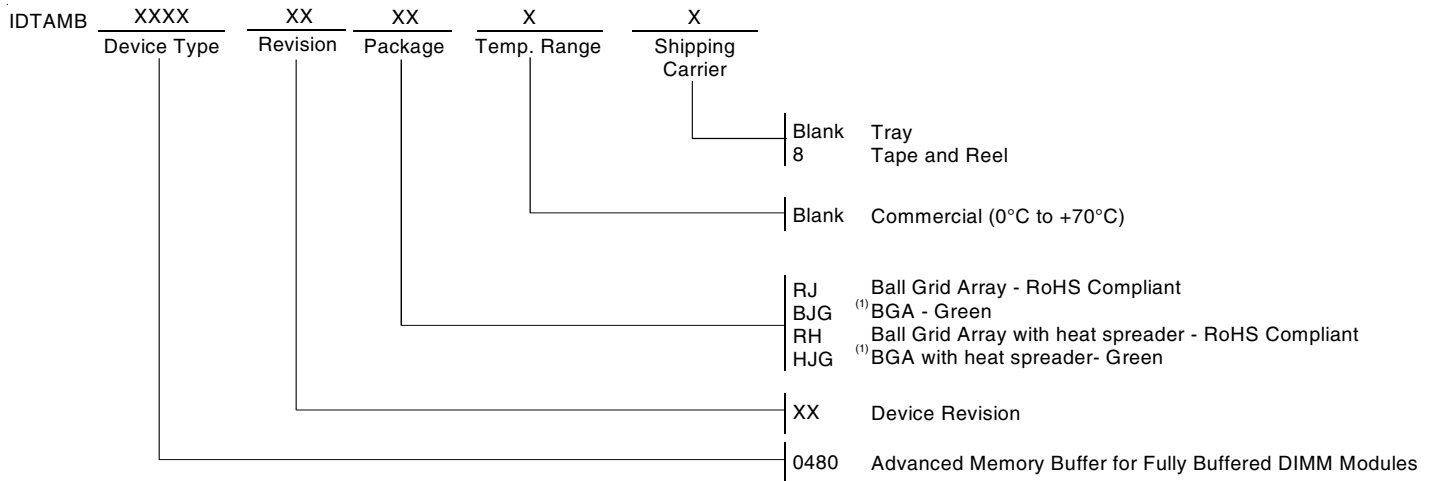 IDTAMB XXXX XX XX X X
Device Type Revision Package Temp. Range Shipping
Carrier
Blank Tray
8 Tape and Reel
Blank Commercial (0°C to +70°C)
RJ Ball Grid Array - RoHS Compliant
BJG (1) BGA - Green
RH Ball Grid Array with heat spreader - RoHS Compliant
HJG (1) BGA with heat spreader- Green
XX Device Revision
0480 Advanced Memory Buffer for Fully Buffered DIMM Modules